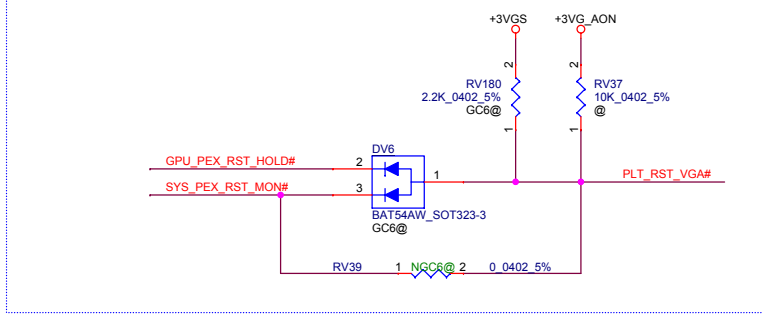 +3VGS
+3VG_AON
2
2
RV180
2.2K_0402_5%
GC6@
RV37
10K_0402_5%
@
1
1
DV6
GPU_PEX_RST_HOLD#
2
1
PLT_RST_VGA#
SYS_PEX_RST_MON#
3
BAT54AW_SOT323-3
GC6@
RV39 1 NGC6@ 2 0_0402_5%